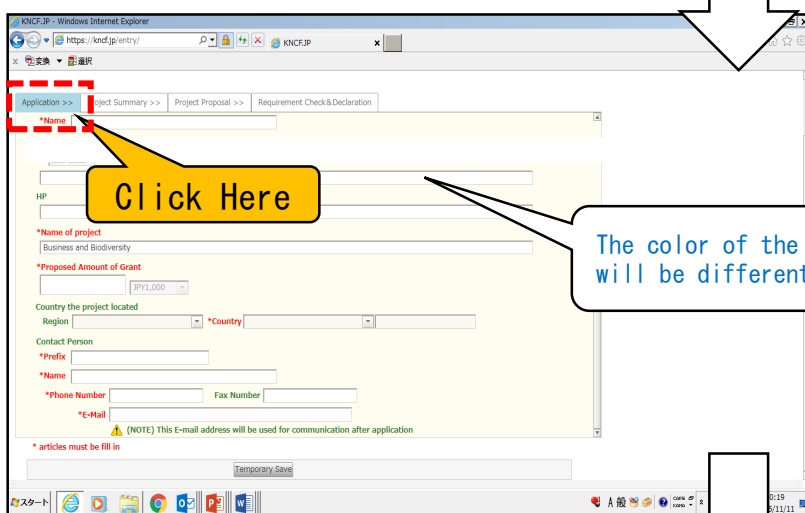 KNCF.JP - Windows Internet Explorer
https://kncf.jp/entry/
KNCF.JP
x 変換 ▼ 選択
Application >> Project Summary >> Project Proposal >> Requirement Check&Declaration
*Name
Click Here
HP
The color of the
will be different
*Name of project
Business and Biodiversity
*Proposed Amount of Grant
JPY1,000
Country the project located
Region *Country
Contact Person
*Prefix
*Name
*Phone Number Fax Number
*E-Mail
(NOTE) This E-mail address will be used for communication after application
* articles must be fill in
Temporary Save
スタート A 般 CAPS KANA
0:19
5/11/11